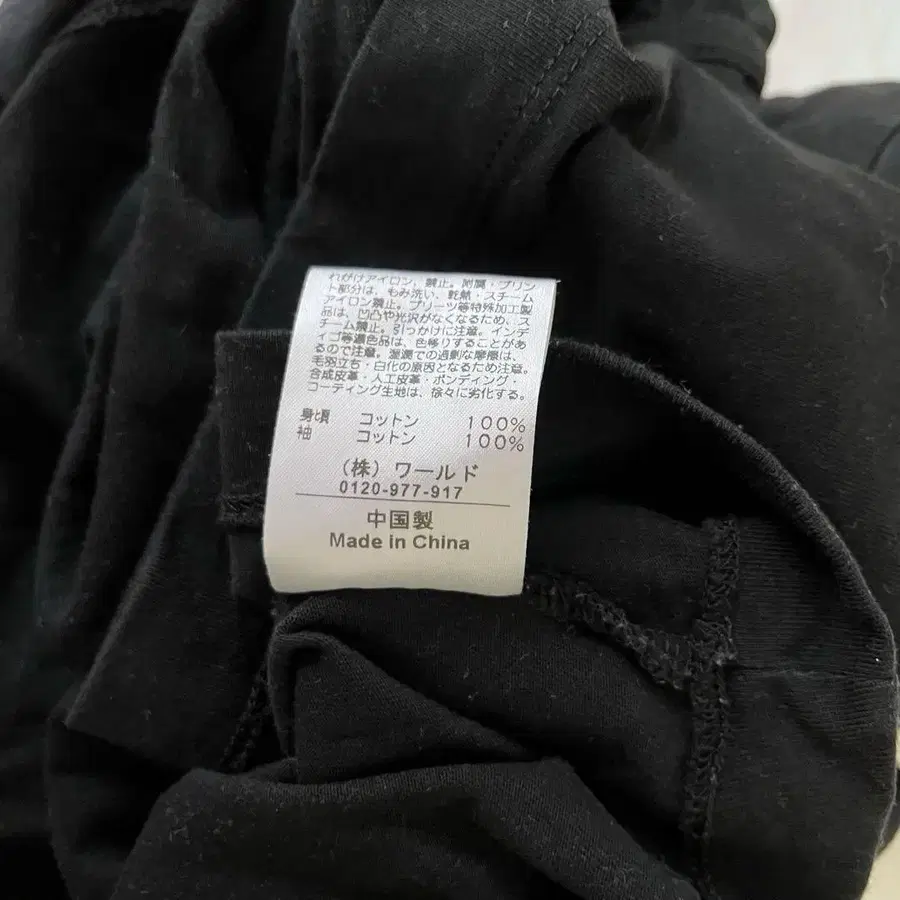 れがけアイロン、禁止。附属・プリン
ト部分は、もみ洗い、乾熱・スチーム
アイロン禁止。プリーツ等特殊加工製
品は、凹凸や光沢がなくなるため、ス
チーム禁止。引っかけに注意。インデ
ィゴ等濃色品は、色移りすることがあ
るので注意。湿潤での過剰な摩擦は、
毛羽立ち・白化の原因となるため注意。
合成皮革・人工皮革・ボンディング・
コーティング生地は、徐々に劣化する。
身頃 コットン 100%
袖 コットン 100%
(株)ワールド
0120-977-917
中国製
Made in China